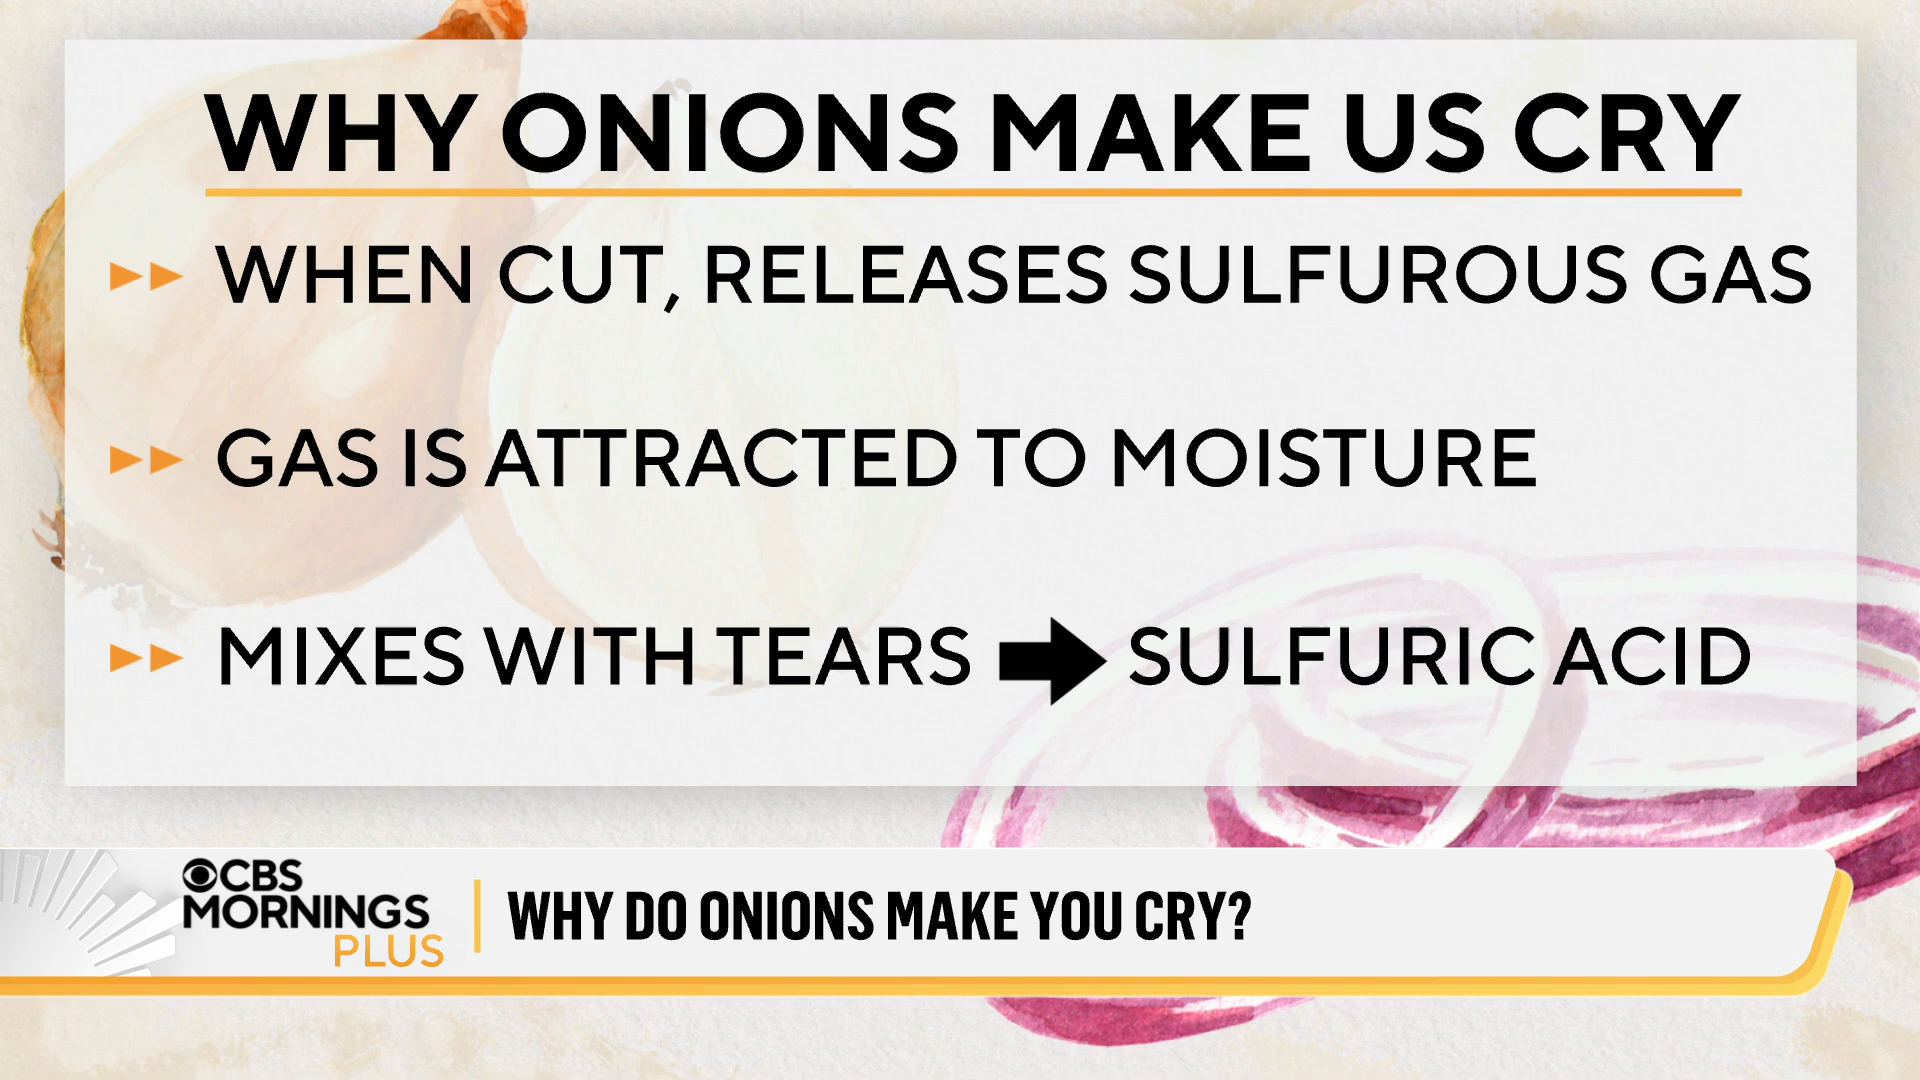 WHY ONIONS MAKE US CRY
WHEN CUT, RELEASES SULFUROUS GAS
GAS IS ATTRACTED TO MOISTURE
MIXES WITH TEARS ➡ SULFURIC ACID
CBS
MORNINGS
PLUS
WHY DO ONIONS MAKE YOU CRY?